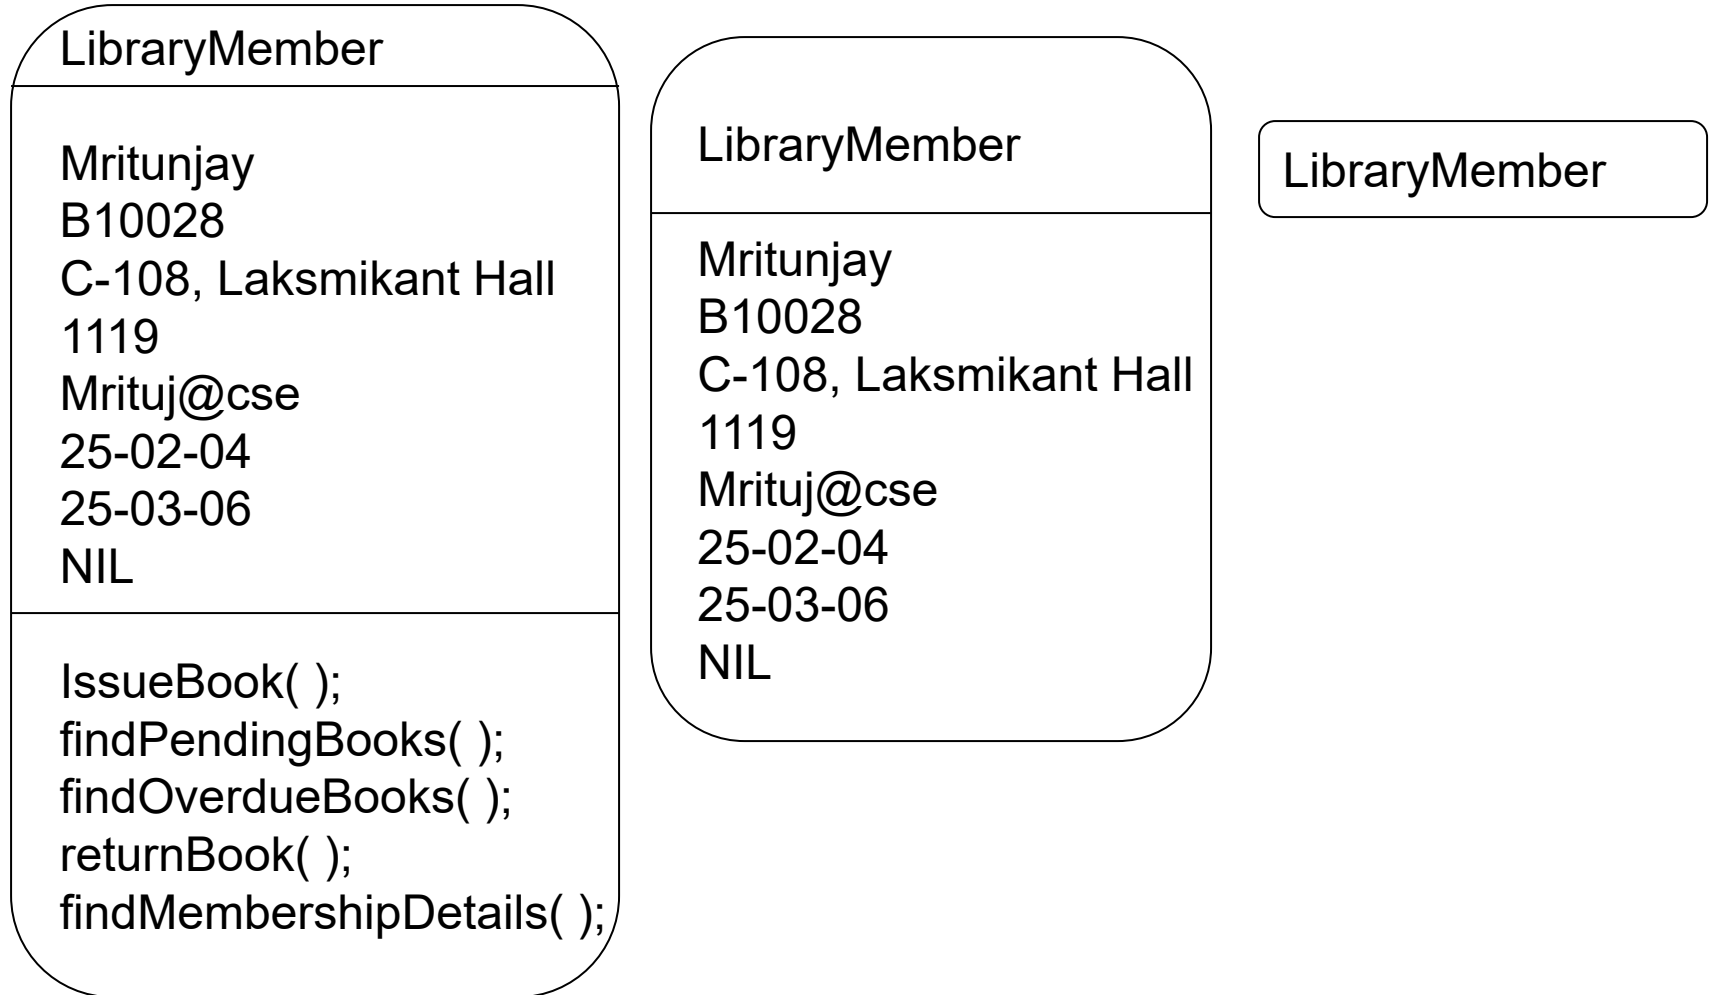 LibraryMember
Mritunjay
B10028
C-108, Laksmikant Hall
1119
Mrituj@cse
25-02-04
25-03-06
NIL
IssueBook( );
findPendingBooks( );
findOverdueBooks( );
returnBook( );
findMembershipDetails( );
LibraryMember
Mritunjay
B10028
C-108, Laksmikant Hall
1119
Mrituj@cse
25-02-04
25-03-06
NIL
LibraryMember